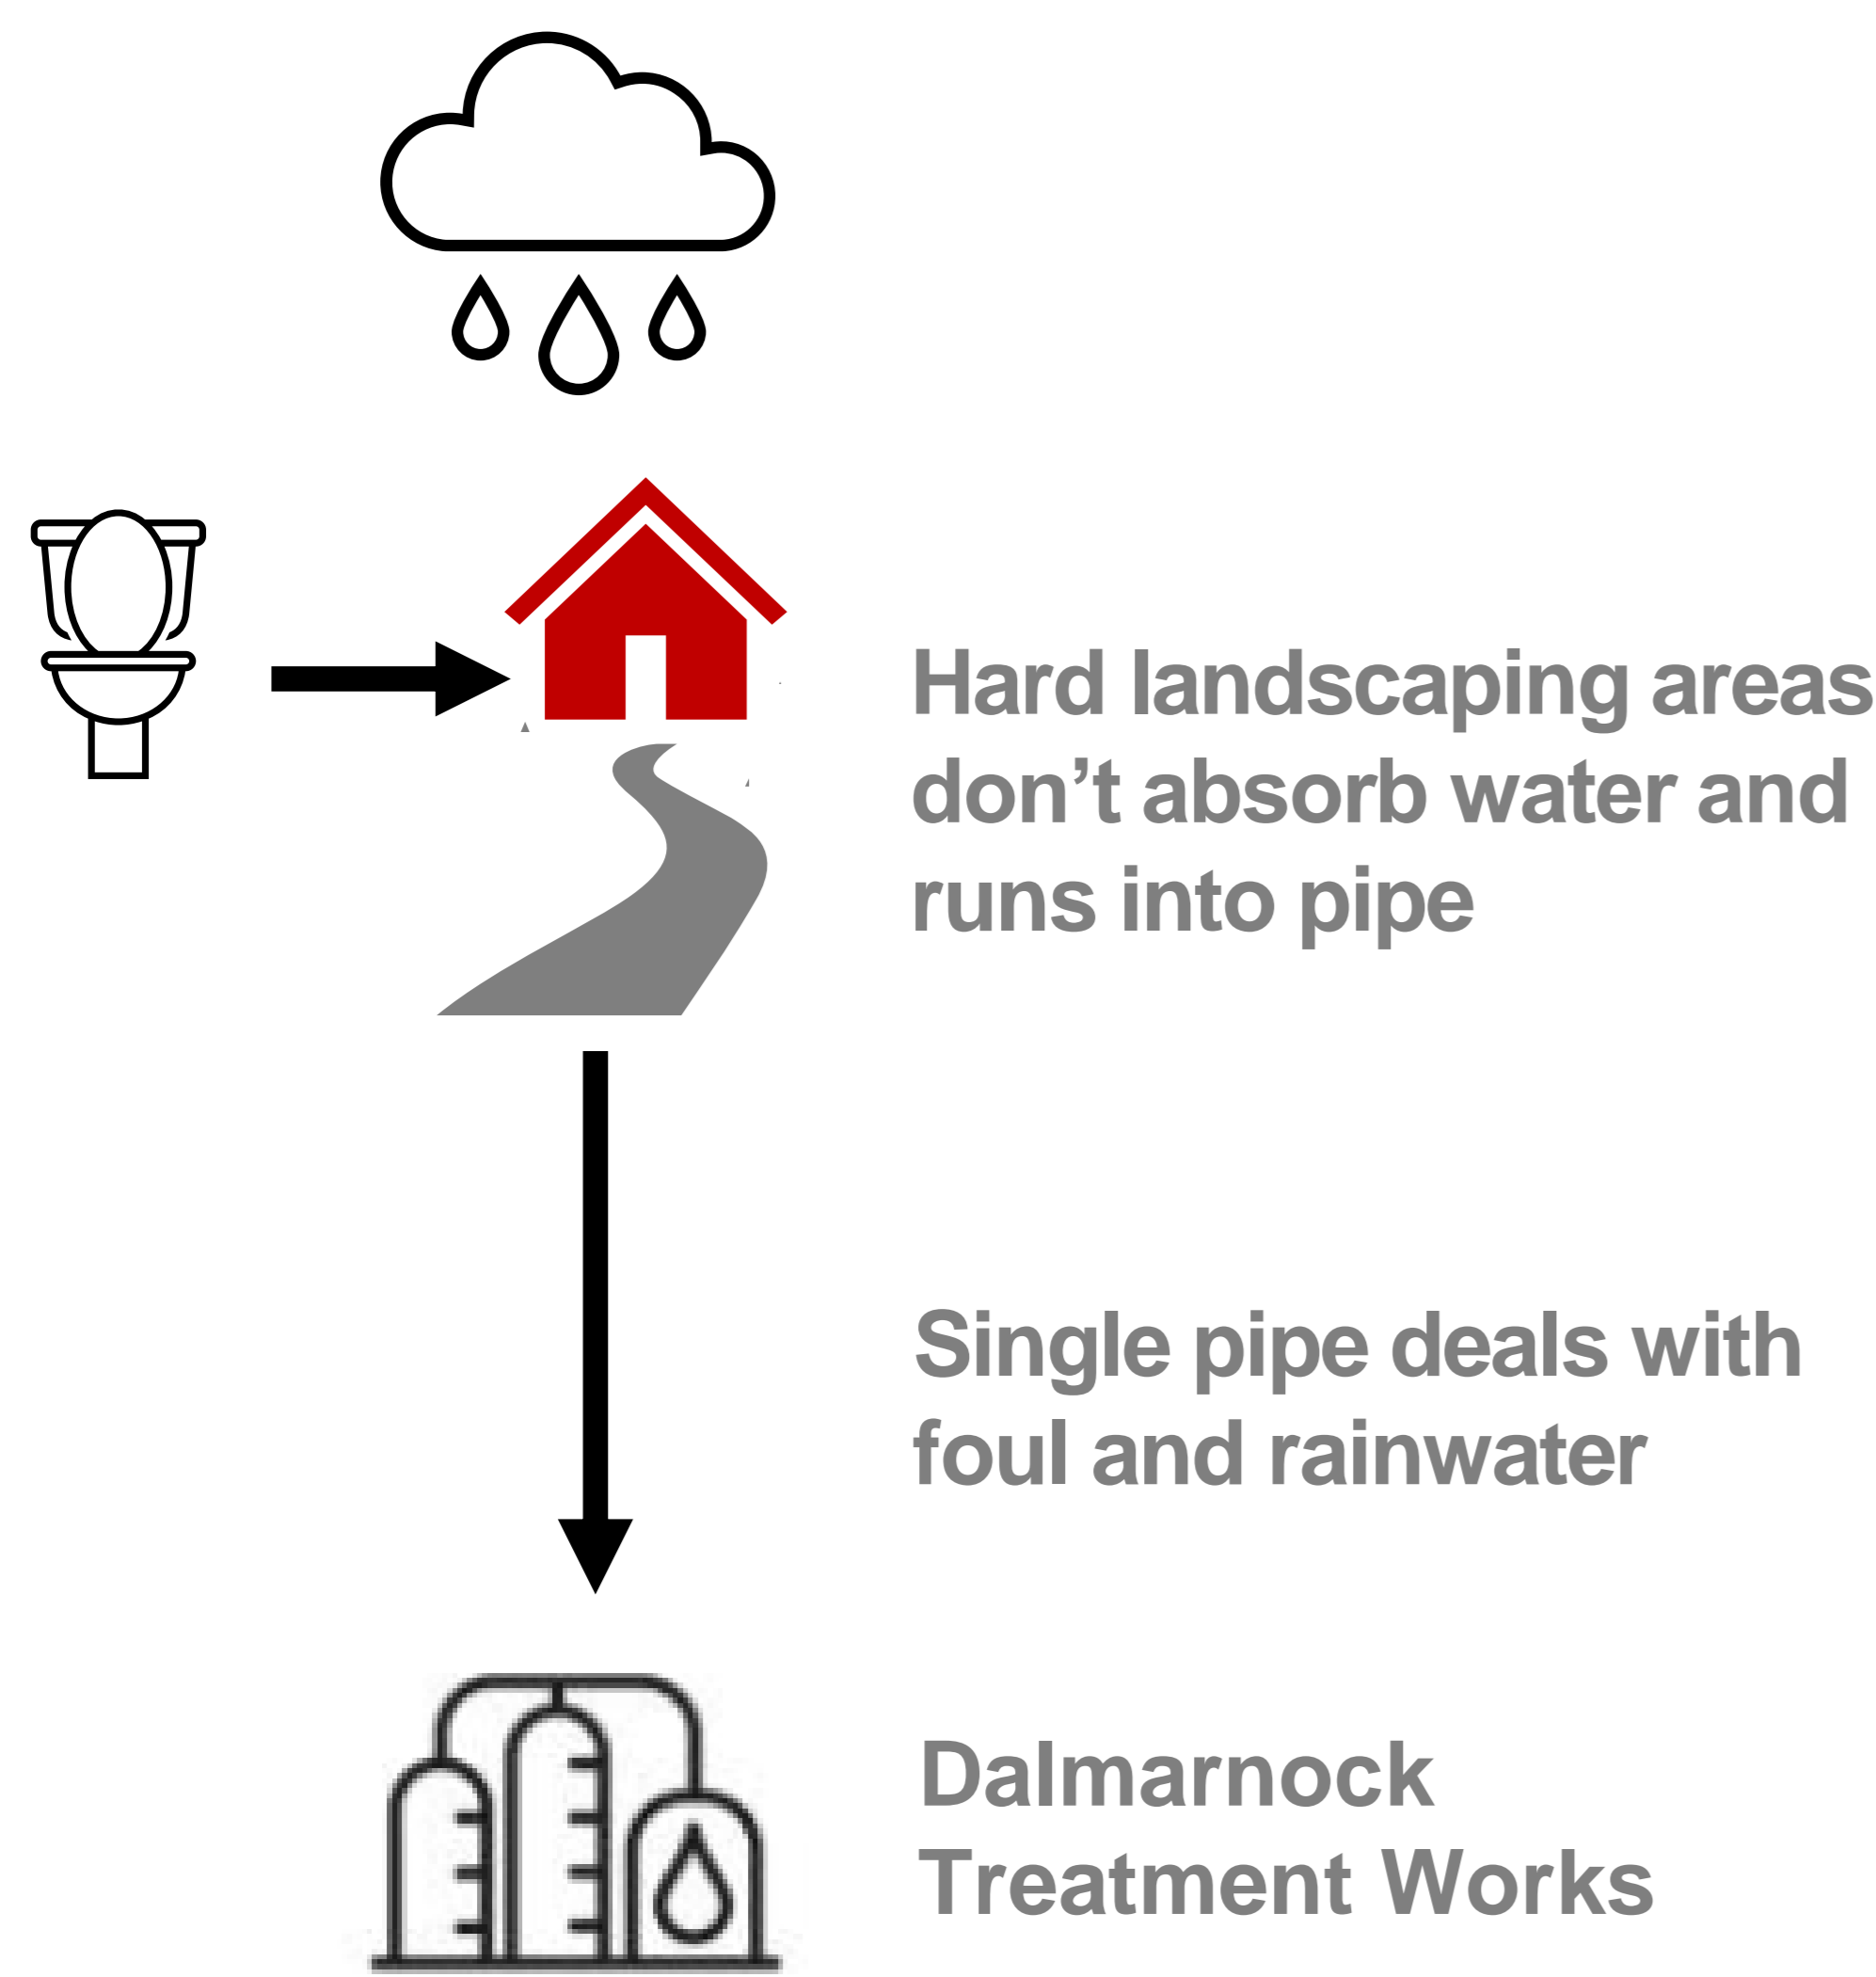 Hard landscaping areas
don’t absorb water and
runs into pipe
Single pipe deals with
foul and rainwater
Dalmarnock
Treatment Works